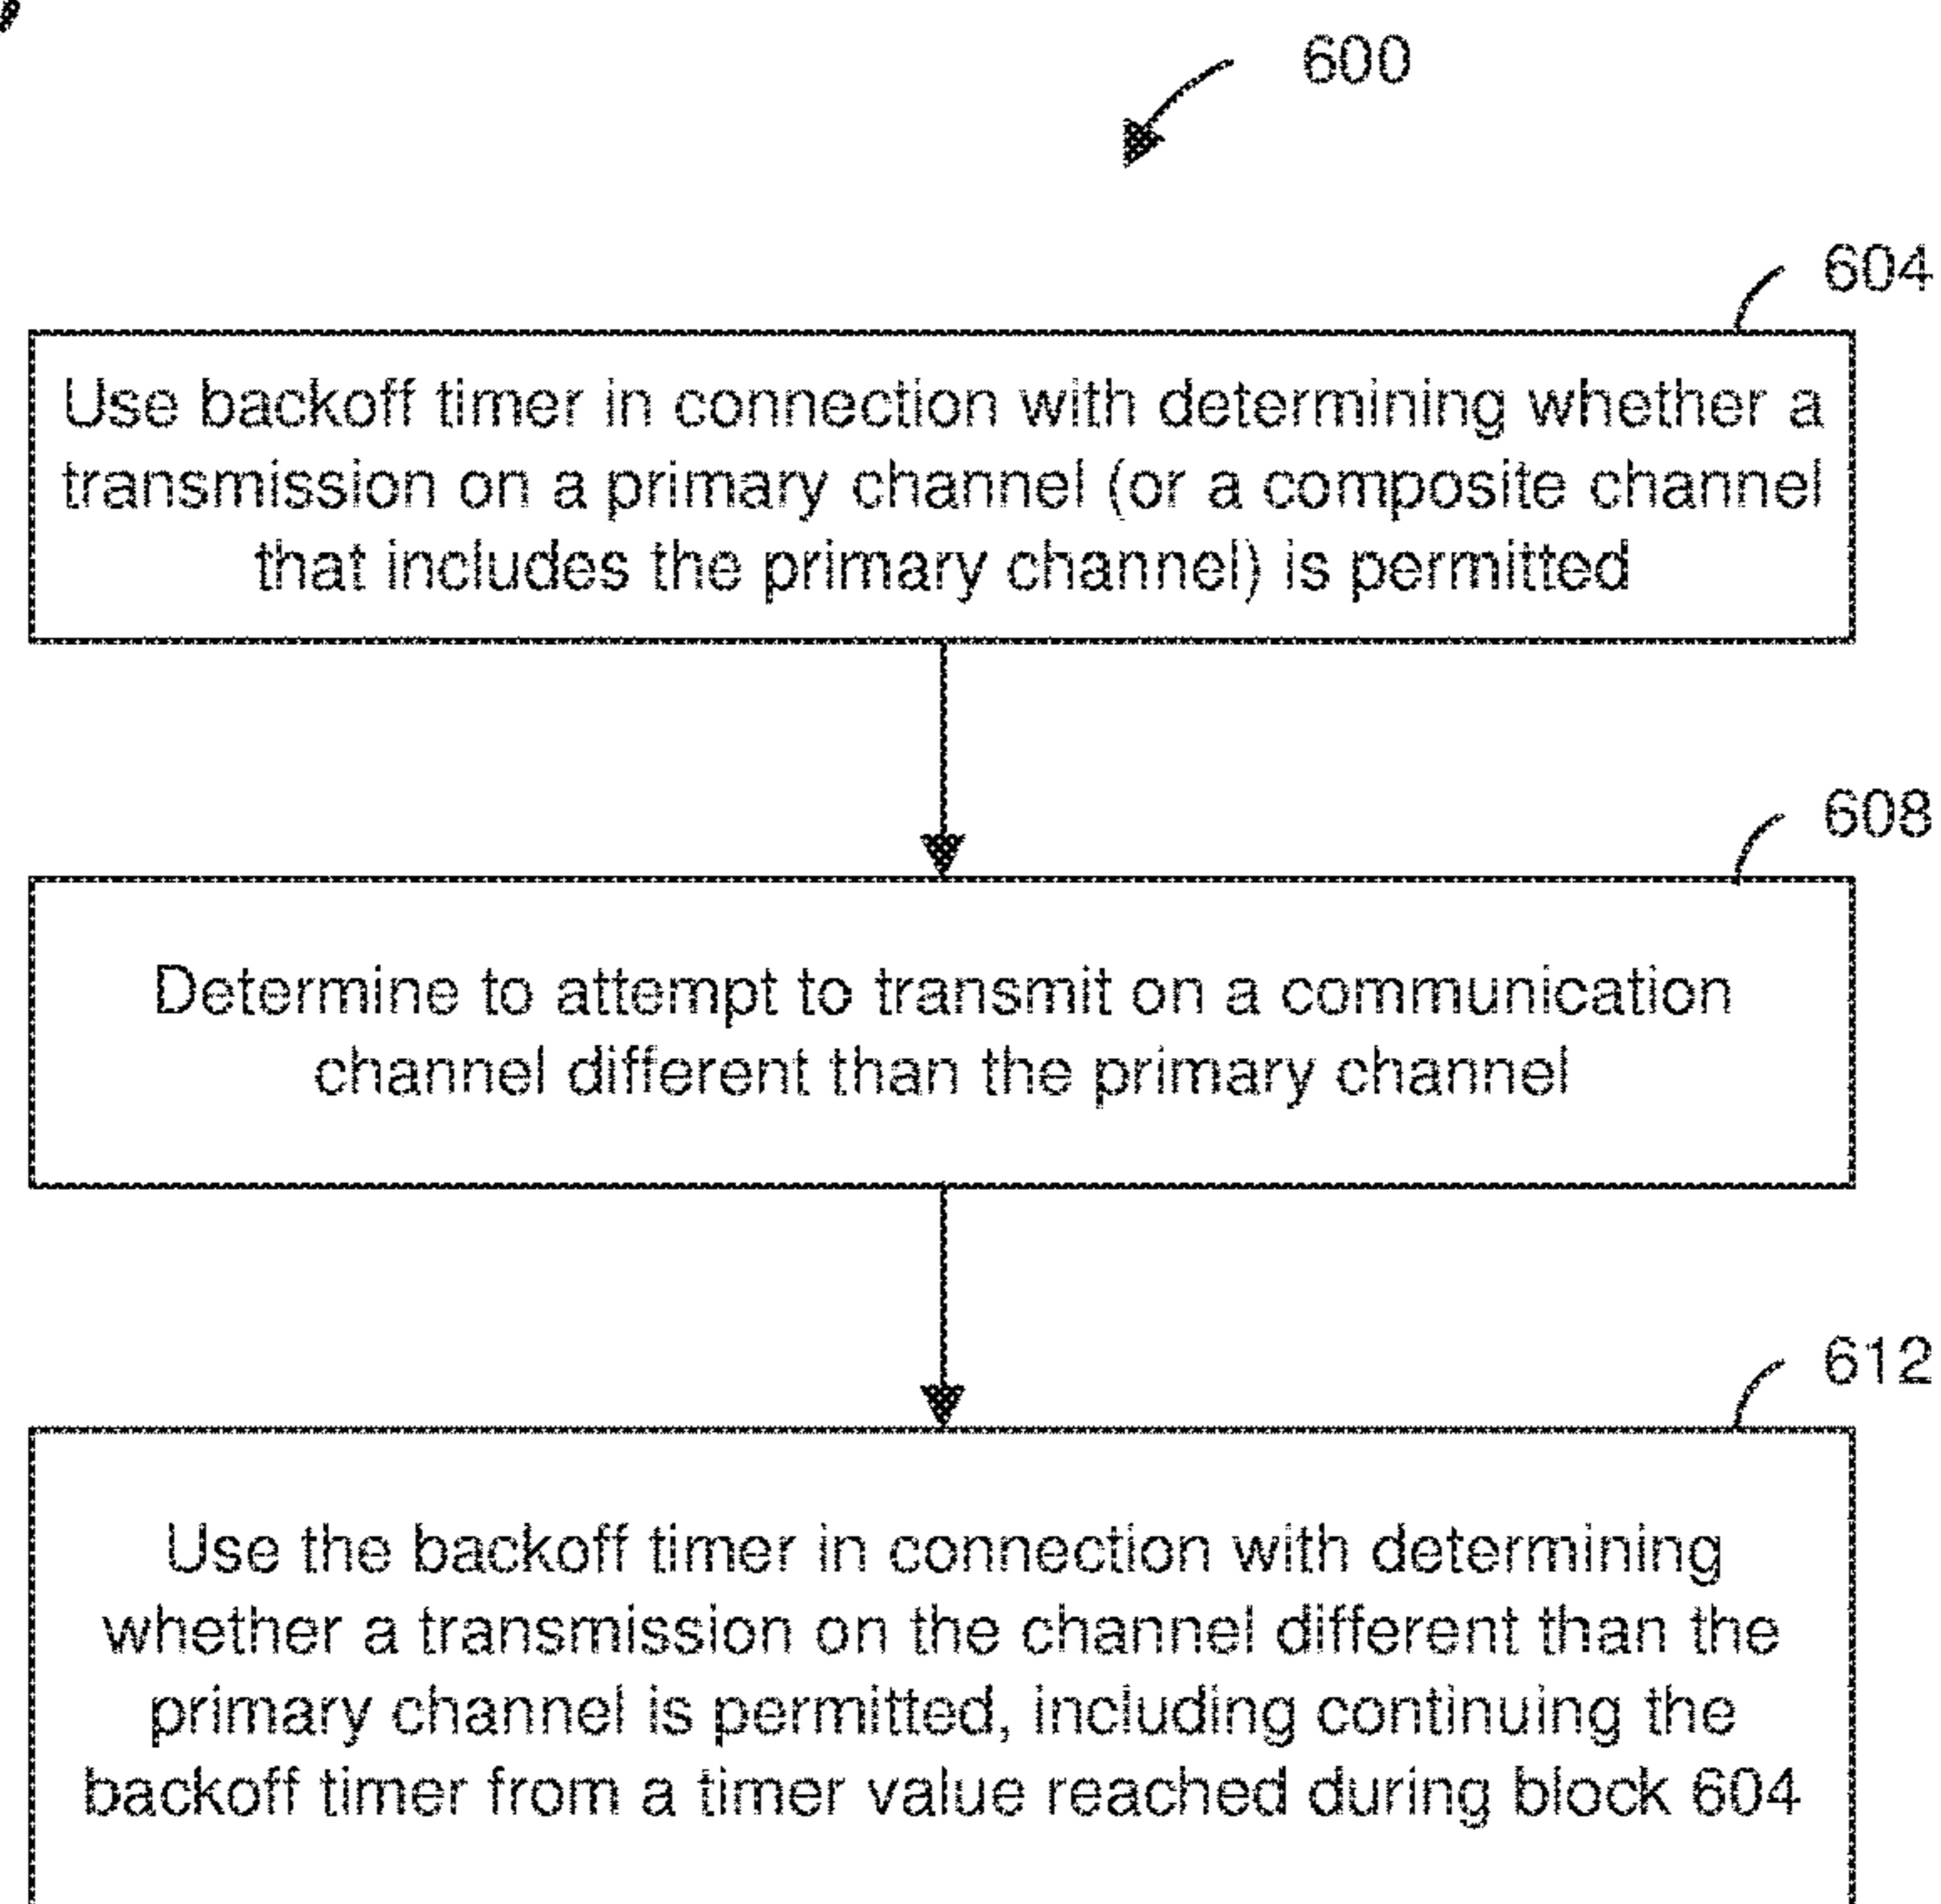 600
604
Use backoff timer in connection with determining whether a
transmission on a primary channel (or a composite channel
that includes the primary channel) is permitted
608
Determine to attempt to transmit on a communication
channel different than the primary channel
612
Use the backoff timer in connection with determining
whether a transmission on the channel different than the
primary channel is permitted, including continuing the
backoff timer from a timer value reached during block 604